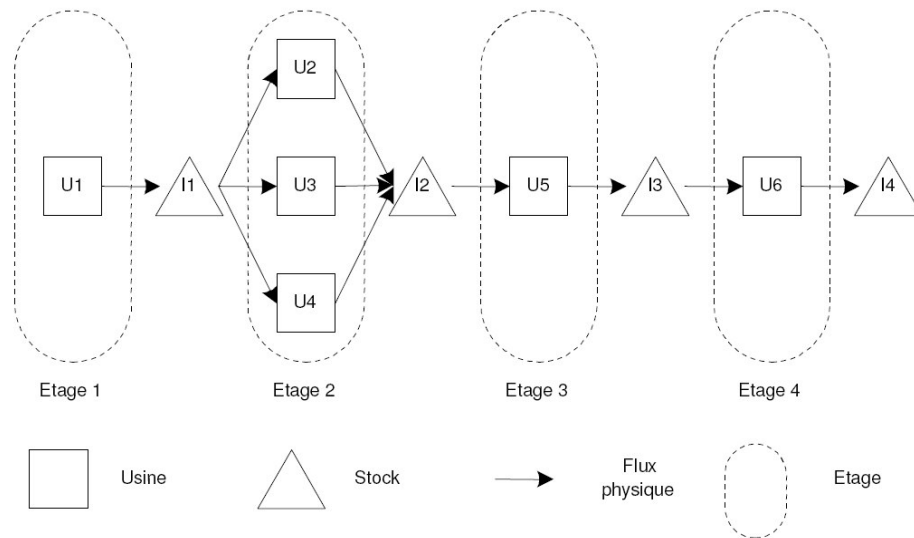 U2
U1
I1
U3
I2
U5
I3
U6
I4
U4
Etage 1
Etage 2
Etage 3
Etage 4
Usine
Stock
Flux
physique
Etage